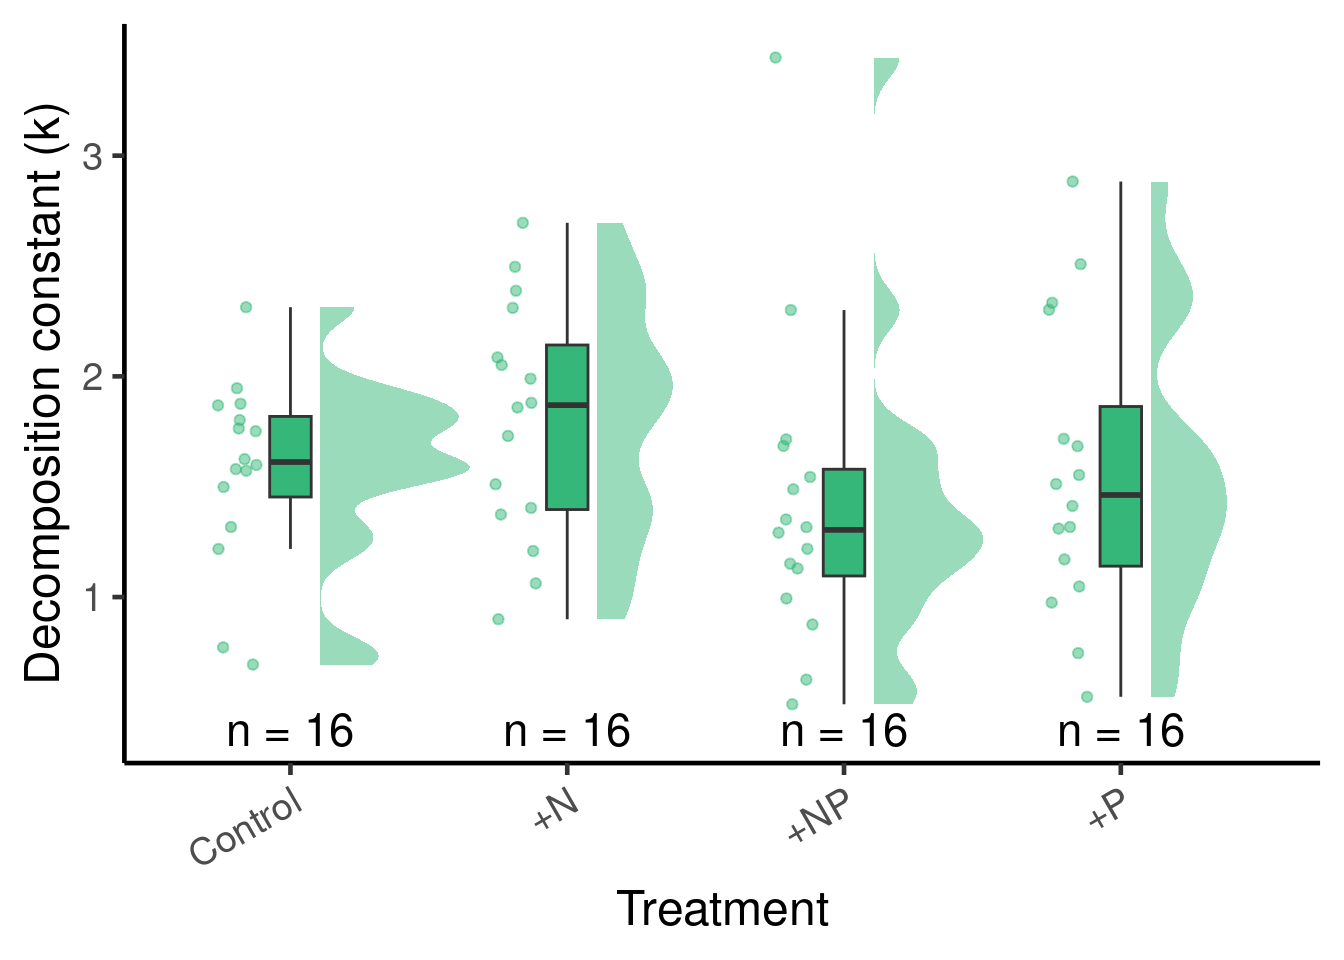 Decomposition constant (k)
3
2
1
n = 16
n = 16
n = 16
n = 16
Control
+N
+NP
+P
Treatment